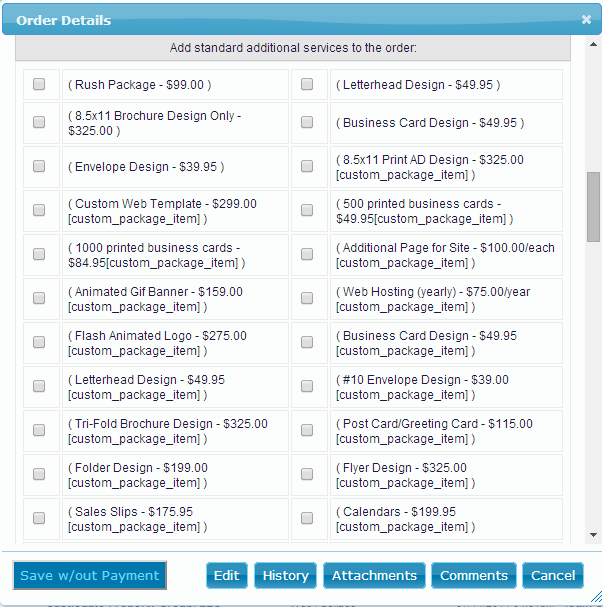 Order Details
Add standard additional services to the order:
( Rush Package - $99.00 )
( Letterhead Design - $49.95 )
( 8.5x11 Brochure Design Only -
$325.00 )
( Business Card Design - $49.95 )
( Envelope Design - $39.95 )
( 8.5x11 Print AD Design - $325.00
[custom_package_item] )
( Custom Web Template - $299.00
[custom_package_item] )
( 500 printed business cards -
$49.95[custom_package_item] )
( 1000 printed business cards -
$84.95[custom_package_item] )
( Additional Page for Site - $100.00/each
[custom_package_item] )
( Animated Gif Banner - $159.00
[custom_package_item] )
( Web Hosting (yearly) - $75.00/year
[custom_package_item] )
( Flash Animated Logo - $275.00
[custom_package_item] )
( Business Card Design - $49.95
[custom_package_item] )
( Letterhead Design - $49.95
[custom_package_item] )
( #10 Envelope Design - $39.00
[custom_package_item] )
( Tri-Fold Brochure Design - $325.00
[custom_package_item] )
( Post Card/Greeting Card - $115.00
[custom_package_item] )
( Folder Design - $199.00
[custom_package_item] )
( Flyer Design - $325.00
[custom_package_item] )
( Sales Slips - $175.95
[custom_package_item] )
( Calendars - $199.95
[custom_package_item] )
Save w/out Payment
Edit
History
Attachments
Comments
Cancel